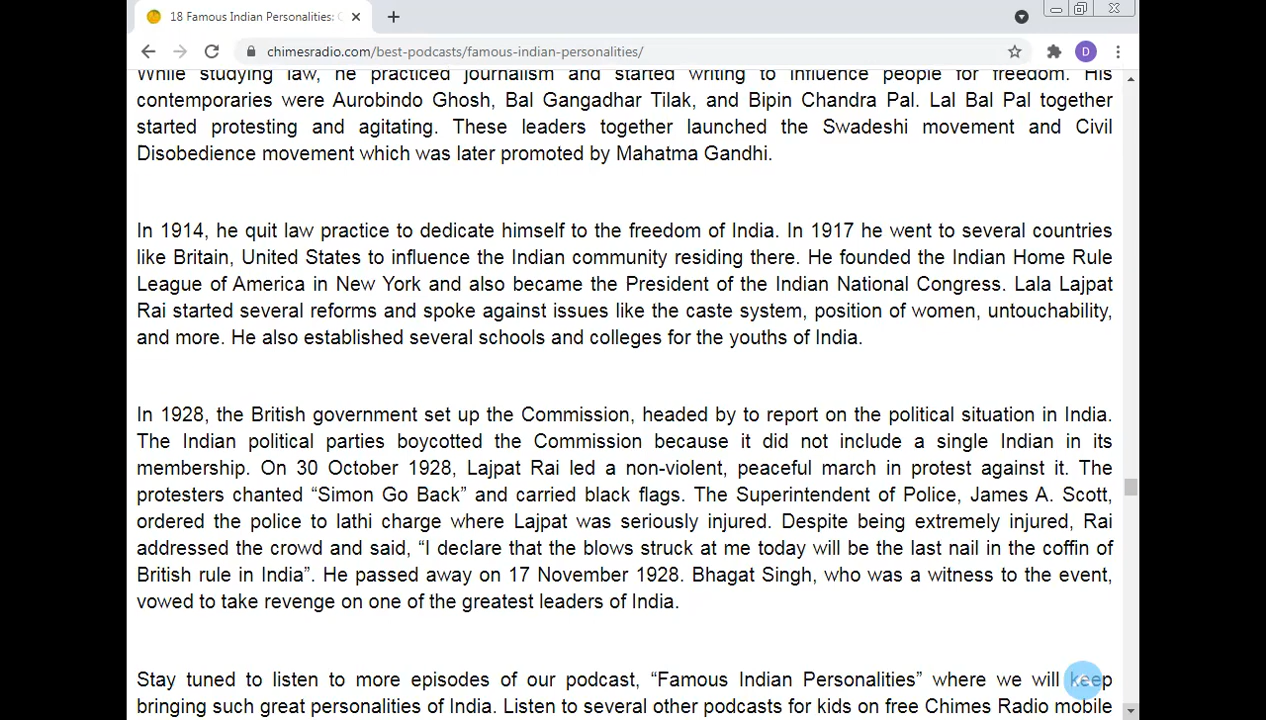 18 Famous Indian Personalities:
chimesradio.com/best-podcasts/famous-indian-personalities/
D
While studying law, he practiced journalism and started writing to influence people for freedom. His
contemporaries were Aurobindo Ghosh, Bal Gangadhar Tilak, and Bipin Chandra Pal. Lal Bal Pal together
started protesting and agitating. These leaders together launched the Swadeshi movement and Civil
Disobedience movement which was later promoted by Mahatma Gandhi.
In 1914, he quit law practice to dedicate himself to the freedom of India. In 1917 he went to several countries
like Britain, United States to influence the Indian community residing there. He founded the Indian Home Rule
League of America in New York and also became the President of the Indian National Congress. Lala Lajpat
Rai started several reforms and spoke against issues like the caste system, position of women, untouchability,
and more. He also established several schools and colleges for the youths of India.
In 1928, the British government set up the Commission, headed by to report on the political situation in India.
The Indian political parties boycotted the Commission because it did not include a single Indian in its
membership. On 30 October 1928, Lajpat Rai led a non-violent, peaceful march in protest against it. The
protesters chanted “Simon Go Back” and carried black flags. The Superintendent of Police, James A. Scott,
ordered the police to lathi charge where Lajpat was seriously injured. Despite being extremely injured, Rai
addressed the crowd and said, “I declare that the blows struck at me today will be the last nail in the coffin of
British rule in India”. He passed away on 17 November 1928. Bhagat Singh, who was a witness to the event,
vowed to take revenge on one of the greatest leaders of India.
Stay tuned to listen to more episodes of our podcast, “Famous Indian Personalities” where we will keep
bringing such great personalities of India. Listen to several other podcasts for kids on free Chimes Radio mobile